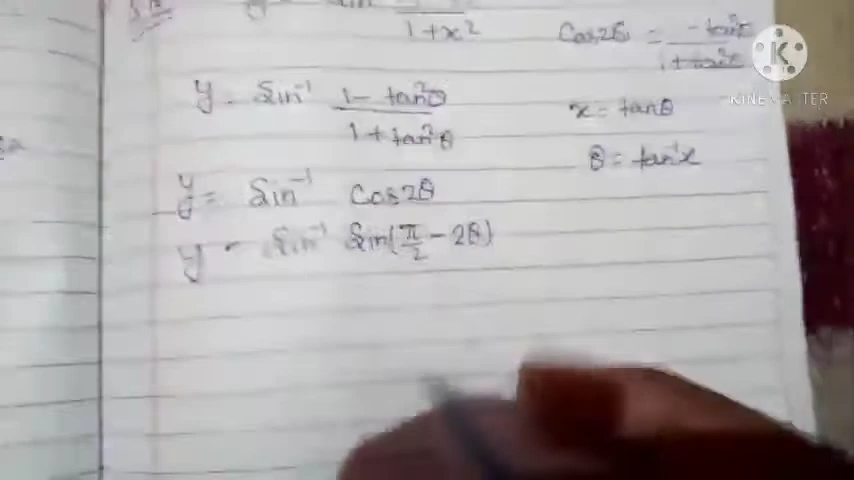 1+x²
Cos2θ = -tan²θ
1+tan²θ
KINEMASTER
y = Sin⁻¹ 1-tan²θ
1+tan²θ
x = tanθ
θ = tan⁻¹x
y = Sin⁻¹ Cos2θ
y = Sin⁻¹ Sin(π/2 - 2θ)